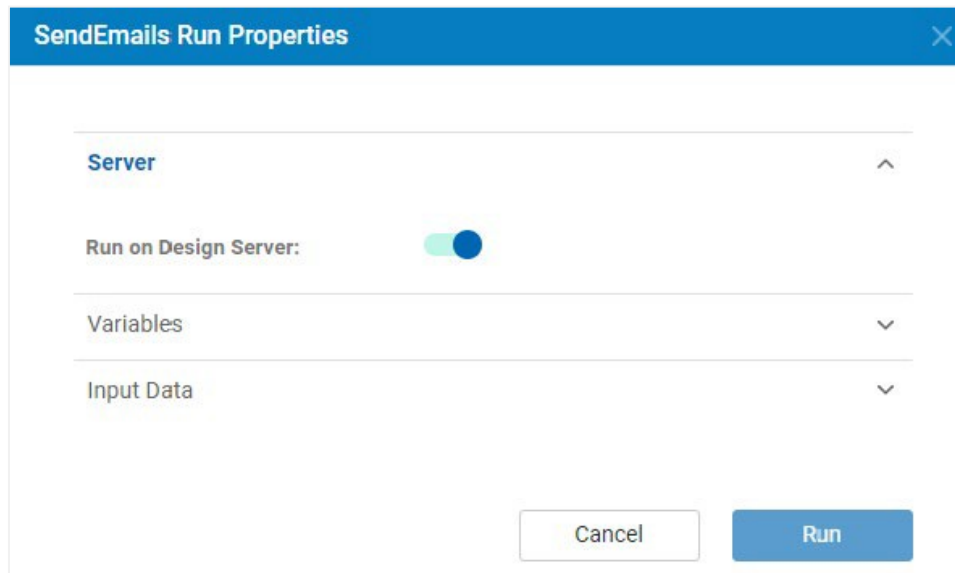 SendEmails Run Properties
Server
Run on Design Server:
Variables
Input Data
Cancel Run